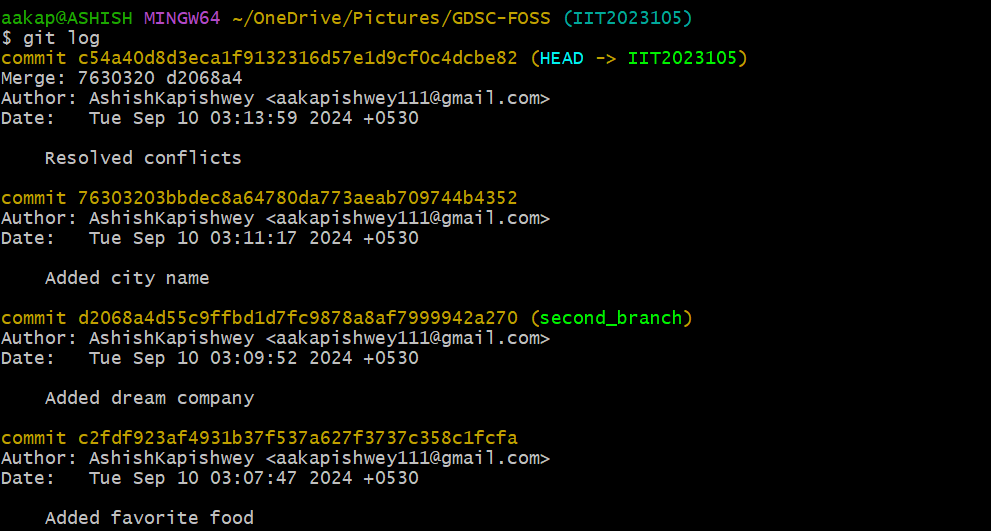 aakap@ASHISH MINGW64 ~/OneDrive/Pictures/GDSC-FOSS (IIT2023105)
$ git log
commit c54a40d8d3eca1f9132316d57e1d9cf0c4dcbe82 (HEAD -> IIT2023105)
Merge: 7630320 d2068a4
Author: AshishKapishwey <aakapishwey111@gmail.com>
Date:   Tue Sep 10 03:13:59 2024 +0530
    Resolved conflicts
commit 76303203bbdec8a64780da773aeab709744b4352
Author: AshishKapishwey <aakapishwey111@gmail.com>
Date:   Tue Sep 10 03:11:17 2024 +0530
    Added city name
commit d2068a4d55c9ffbd1d7fc9878a8af7999942a270 (second_branch)
Author: AshishKapishwey <aakapishwey111@gmail.com>
Date:   Tue Sep 10 03:09:52 2024 +0530
    Added dream company
commit c2fdf923af4931b37f537a627f3737c358c1fcfa
Author: AshishKapishwey <aakapishwey111@gmail.com>
Date:   Tue Sep 10 03:07:47 2024 +0530
    Added favorite food